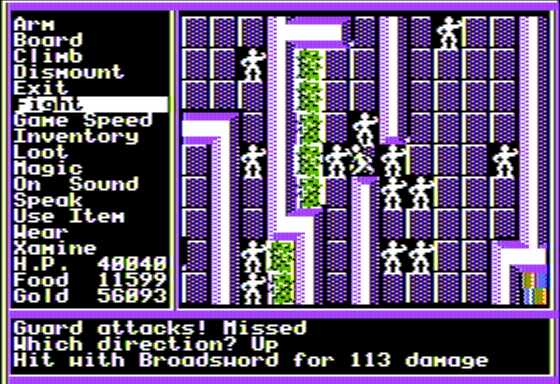 Arm
Board
Climb
Dismount
Exit
Fight
Game Speed
Inventory
Loot
Magic
On  Sound
Speak
Use Item
Wear
Xamine
H.P.  40040
Food  11599
Gold  56093
Guard attacks! Missed
Which direction? Up
Hit with Broadsword for 113 damage